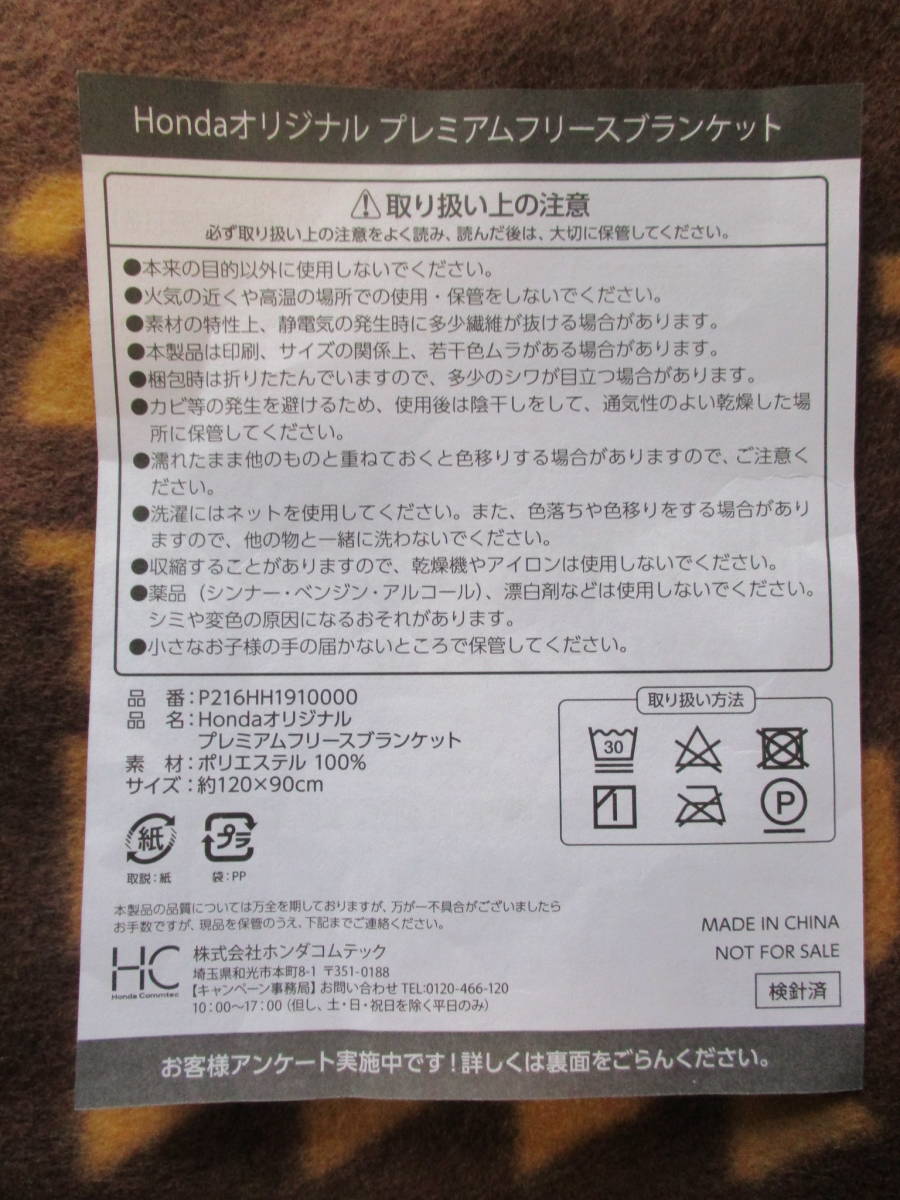 Hondaオリジナル プレミアムフリースブランケット
取り扱い上の注意
必ず取り扱い上の注意をよく読み、読んだ後は、大切に保管してください。
●本来の目的以外に使用しないでください。
●火気の近くや高温の場所での使用・保管をしないでください。
●素材の特性上、静電気の発生時に多少繊維が抜ける場合があります。
●本製品は印刷、サイズの関係上、若干色ムラがある場合があります。
●梱包時は折りたたんでいますので、多少のシワが目立つ場合があります。
●カビ等の発生を避けるため、使用後は陰干しをして、通気性のよい乾燥した場
所に保管してください。
●濡れたまま他のものと重ねておくと色移りする場合がありますので、ご注意く
ださい。
●洗濯にはネットを使用してください。また、色落ちや色移りをする場合があり
ますので、他の物と一緒に洗わないでください。
●収縮することがありますので、乾燥機やアイロンは使用しないでください。
●薬品（シンナー・ベンジン・アルコール）、漂白剤などは使用しないでください。
シミや変色の原因になるおそれがあります。
●小さなお子様の手の届かないところで保管してください。
品 番：P216HH1910000
品 名：Hondaオリジナル
プレミアムフリースブランケット
素 材：ポリエステル 100%
サイズ：約120×90cm
取り扱い方法
30
P
紙 プラ
取説：紙 袋：PP
本製品の品質については万全を期しておりますが、万が一不具合がございましたら
お手数ですが、現品を保管のうえ、下記までご連絡ください。
HC
Honda Commtec
株式会社ホンダコムテック
埼玉県和光市本町8-1 〒351-0188
【キャンペーン事務局】お問い合わせ TEL:0120-466-120
10：00〜17：00（但し、土・日・祝日を除く平日のみ）
MADE IN CHINA
NOT FOR SALE
検針済
お客様アンケート実施中です！詳しくは裏面をごらんください。